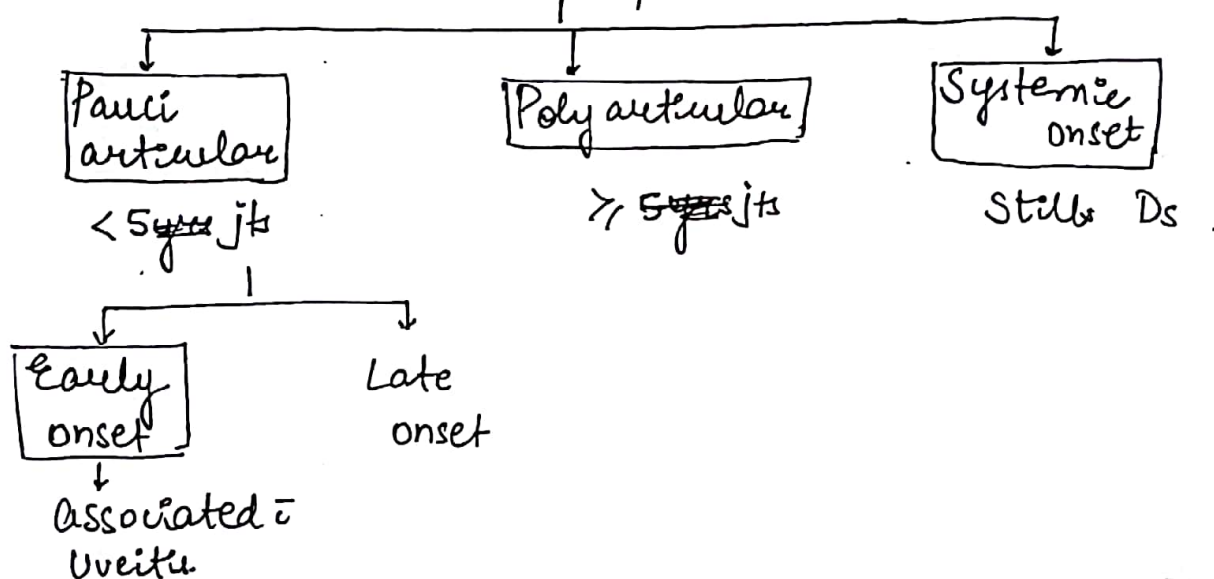 Pauci
articular
Poly articular
Systemic
onset
< 5 jts
≥ 5 jts
Stills Ds
Early
onset
Late
onset
associated c̄
Uveitis